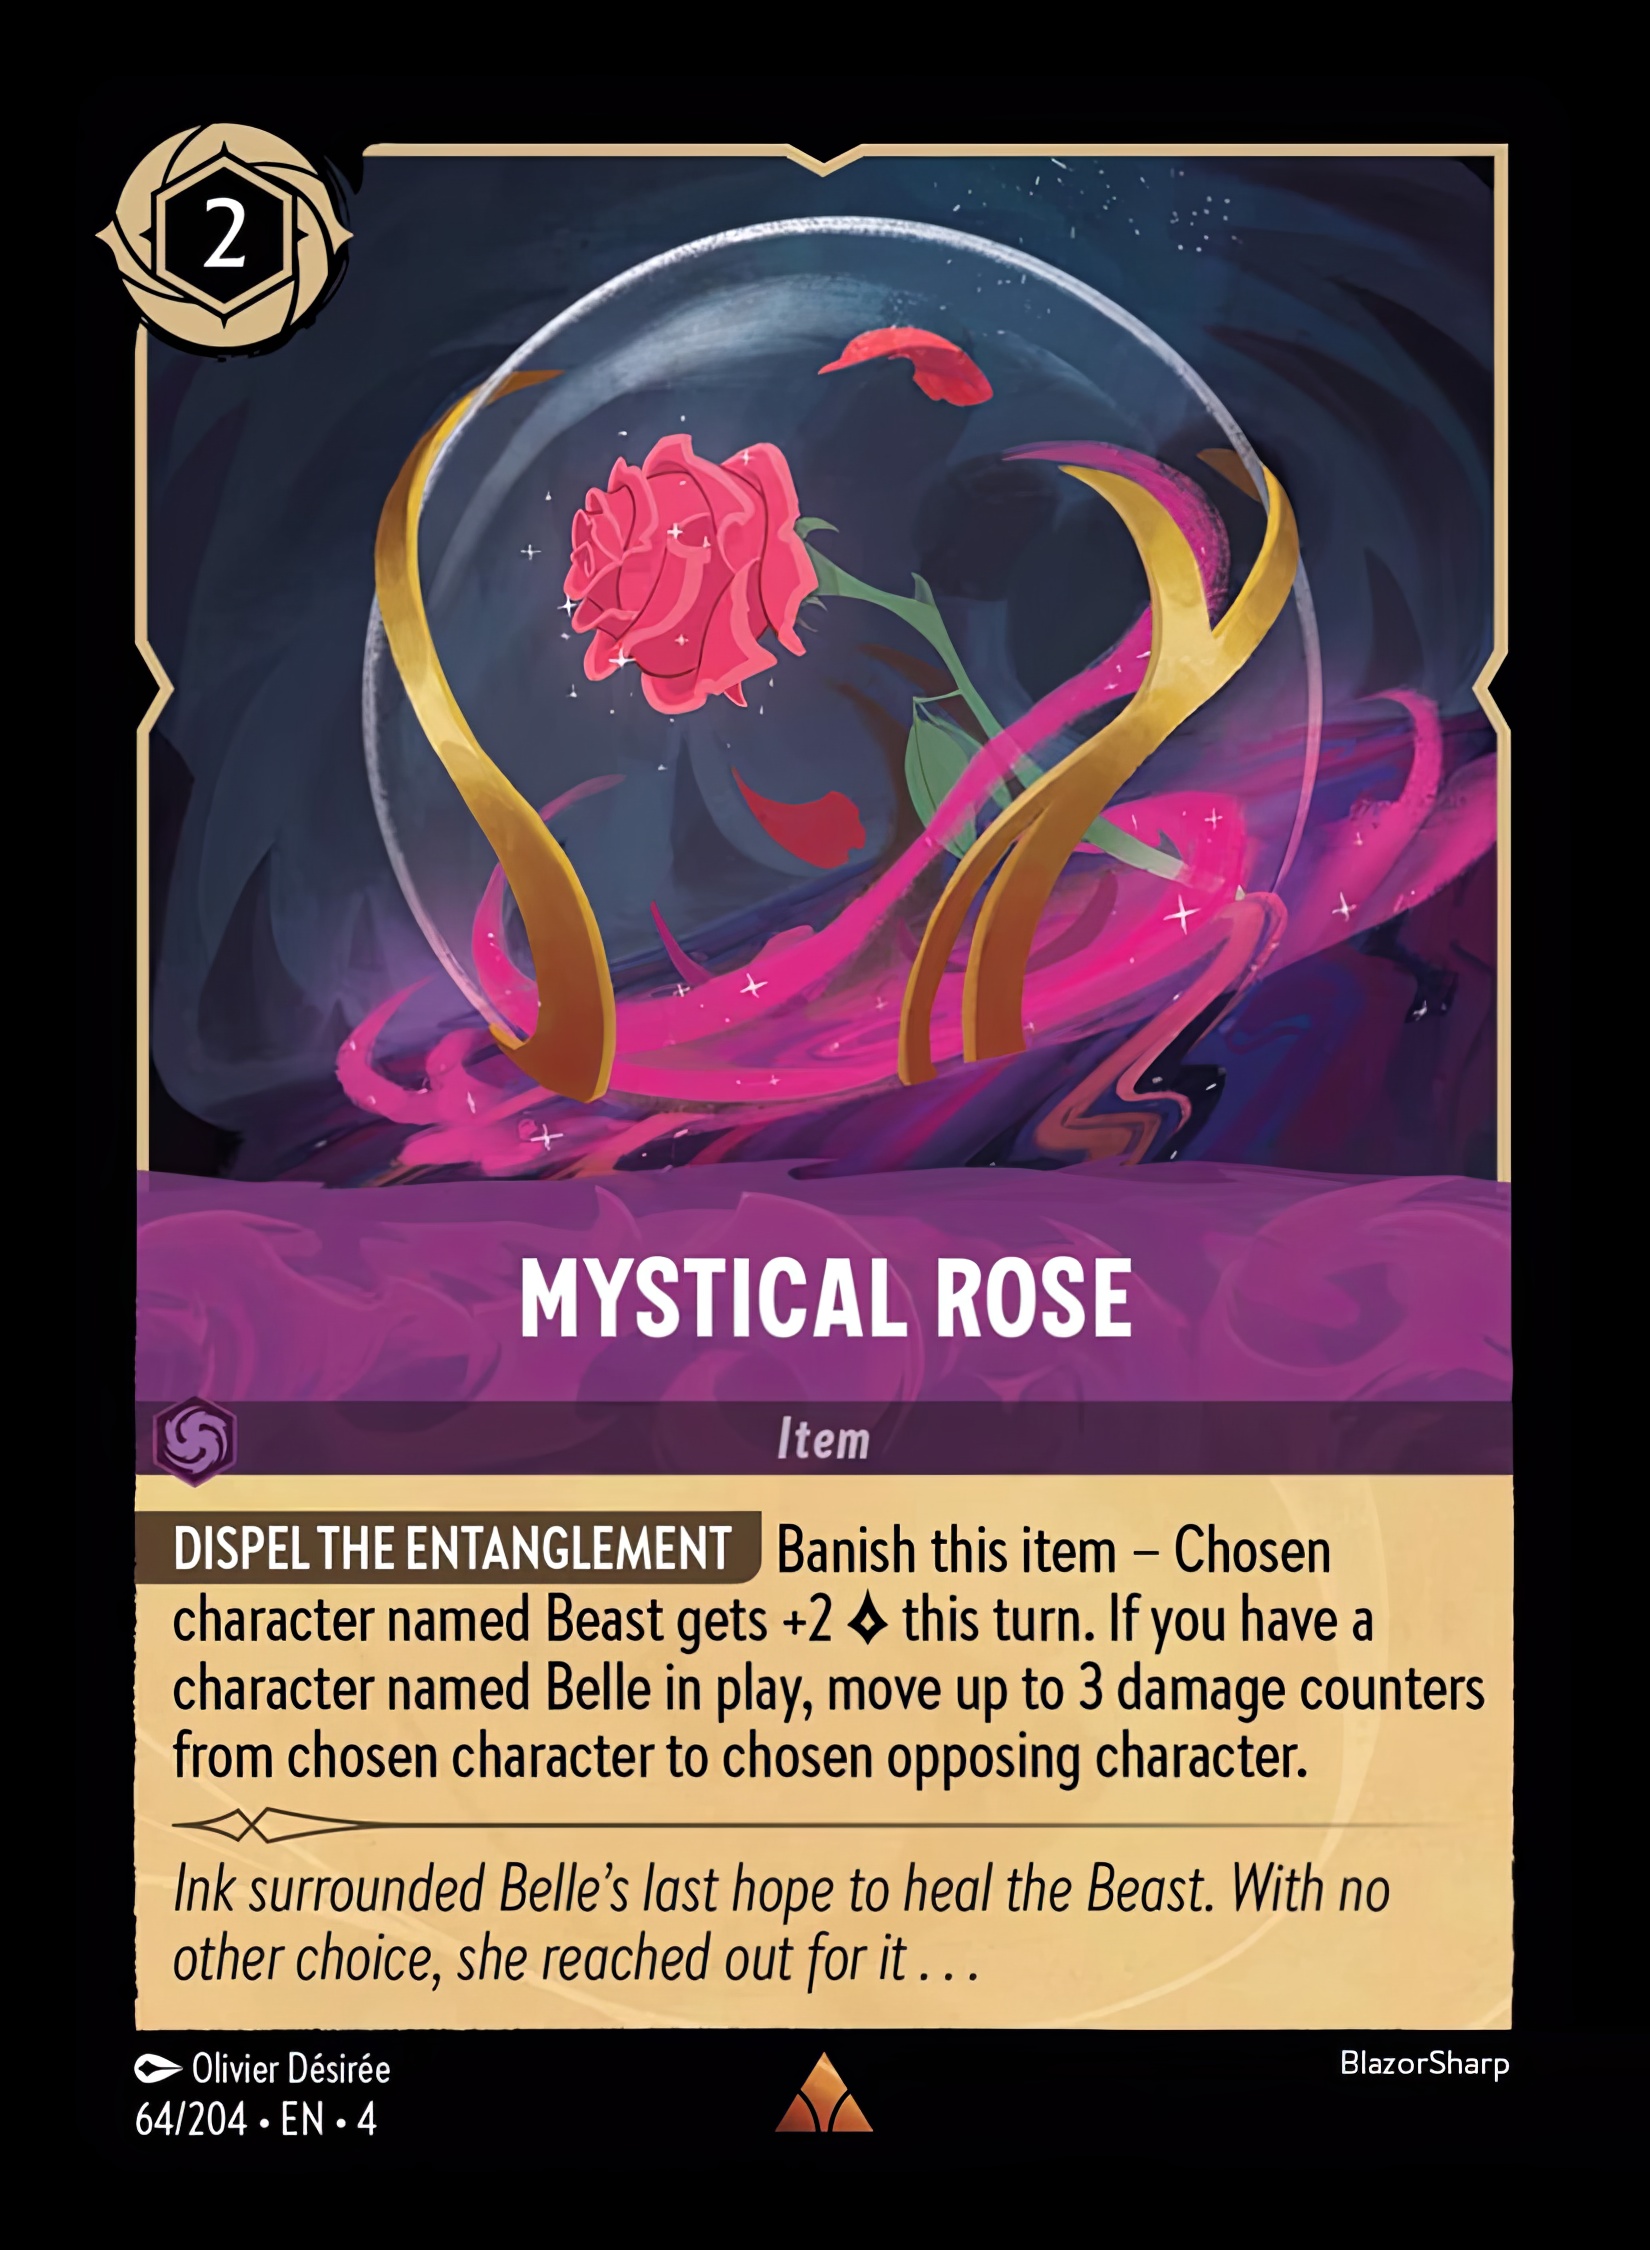 2
MYSTICAL ROSE
Item
DISPEL THE ENTANGLEMENT Banish this item – Chosen
character named Beast gets +2 this turn. If you have a
character named Belle in play, move up to 3 damage counters
from chosen character to chosen opposing character.
Ink surrounded Belle’s last hope to heal the Beast. With no
other choice, she reached out for it . . .
Olivier Désirée
BlazorSharp
64/204 • EN • 4